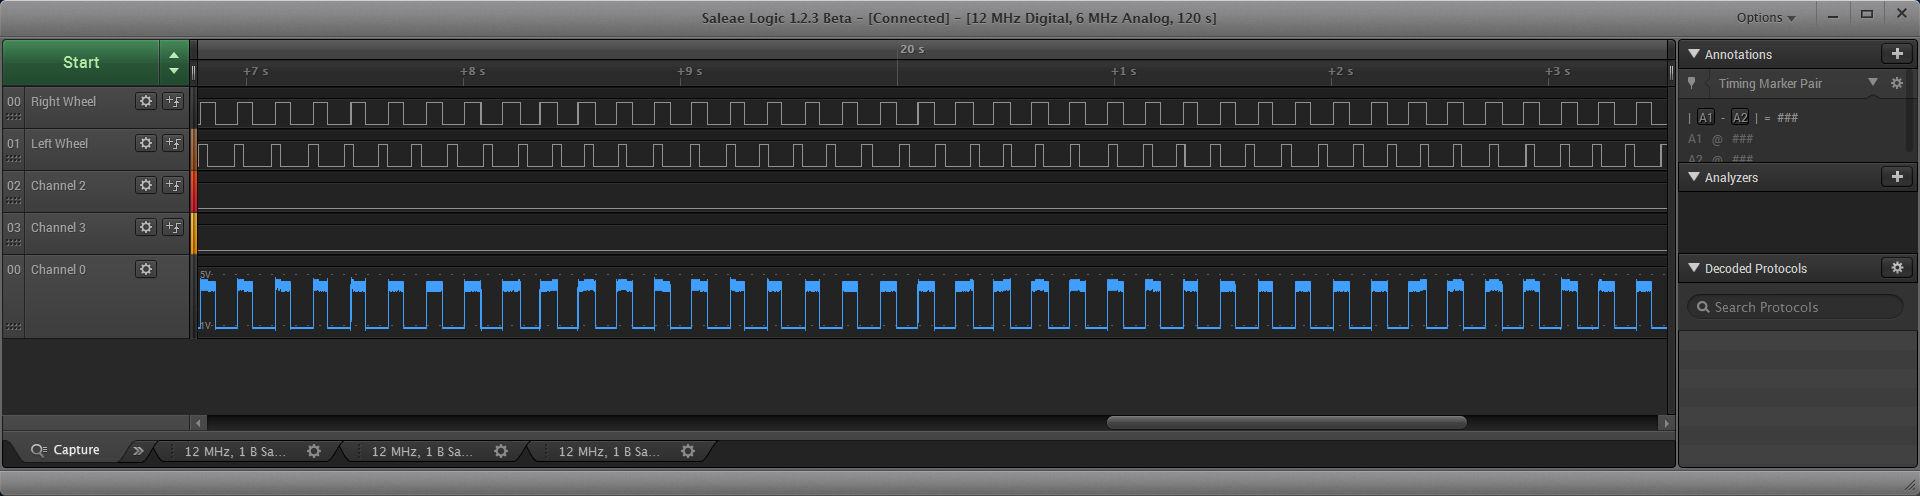 Saleae Logic 1.2.3 Beta - [Connected] - [12 MHz Digital, 6 MHz Analog, 120 s]
Options
Start
20 s
+7 s +8 s +9 s +1 s +2 s +3 s
00 Right Wheel
01 Left Wheel
02 Channel 2
03 Channel 3
00 Channel 0
5V
1V
Annotations
Timing Marker Pair
| A1 - A2 | = ###
A1 @ ###
A2 @ ###
Analyzers
Decoded Protocols
Search Protocols
Capture
12 MHz, 1 B Sa...
12 MHz, 1 B Sa...
12 MHz, 1 B Sa...